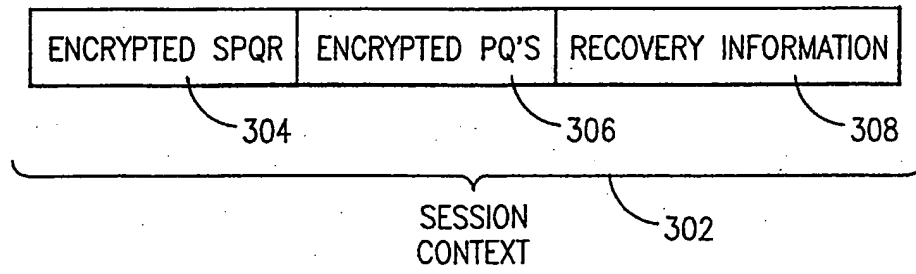 ENCRYPTED SPQR ENCRYPTED PQ'S RECOVERY INFORMATION
304 306 308
302
SESSION
CONTEXT